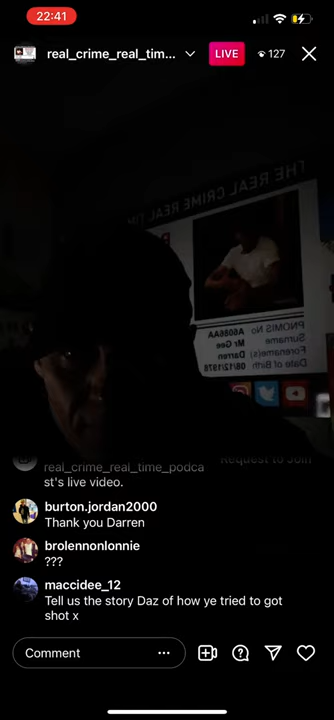 22:41
real_crime_real_tim...
LIVE
127
THE REAL CRIME REAL TIM
PNOMIS No A6086AA
Surname Mr Gee
Forename(s) Darren
Date of Birth 08/12/1978
real_crime_real_time_podca
st's live video.
Request to Join
burton.jordan2000
Thank you Darren
brolennonlonnie
???
maccidee_12
Tell us the story Daz of how ye tried to got
shot x
Comment